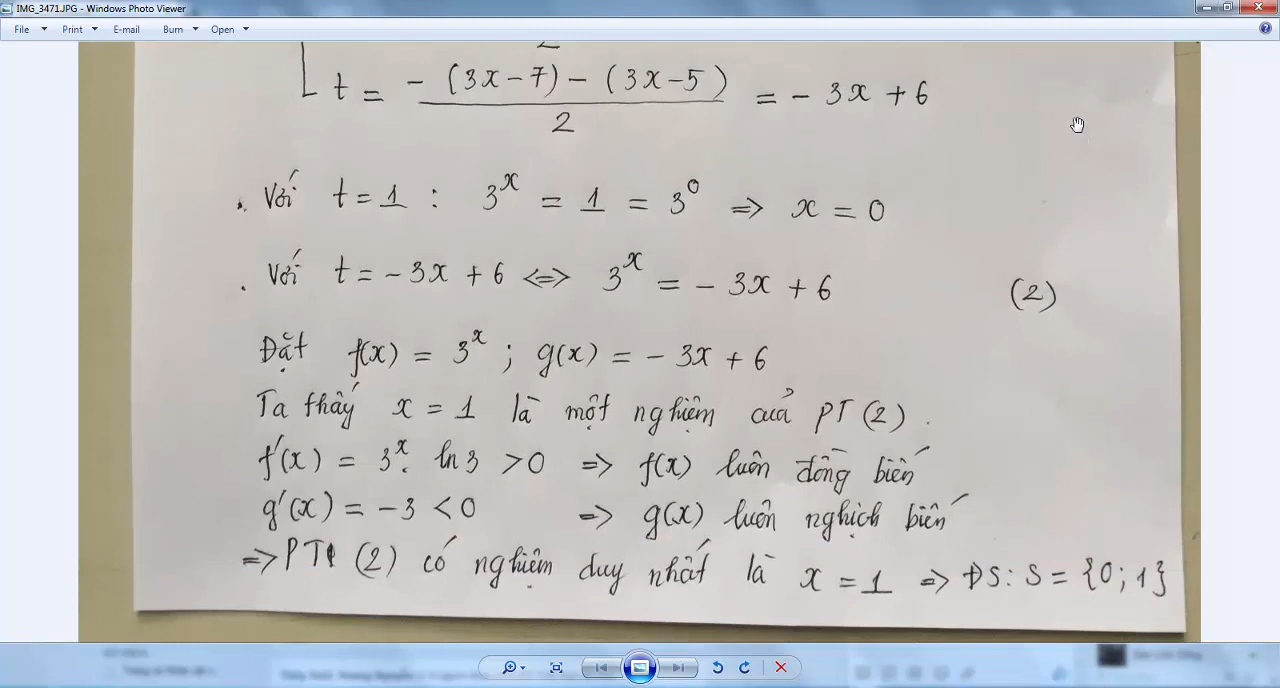 IMG_3471.JPG - Windows Photo Viewer
File Print E-mail Burn Open
2
t = -(3x-7)-(3x-5) / 2 = - 3x + 6
. Với t = 1 : 3^x = 1 = 3^0 => x = 0
. Với t = - 3x + 6 <=> 3^x = - 3x + 6 (2)
Đặt f(x) = 3^x ; g(x) = - 3x + 6
Ta thấy x = 1 là một nghiệm của PT (2).
f'(x) = 3^x. ln 3 > 0 => f(x) luôn đồng biến
g'(x) = -3 < 0 => g(x) luôn nghịch biến
=> PT (2) có nghiệm duy nhất là x = 1 => ĐS: S = {0; 1}